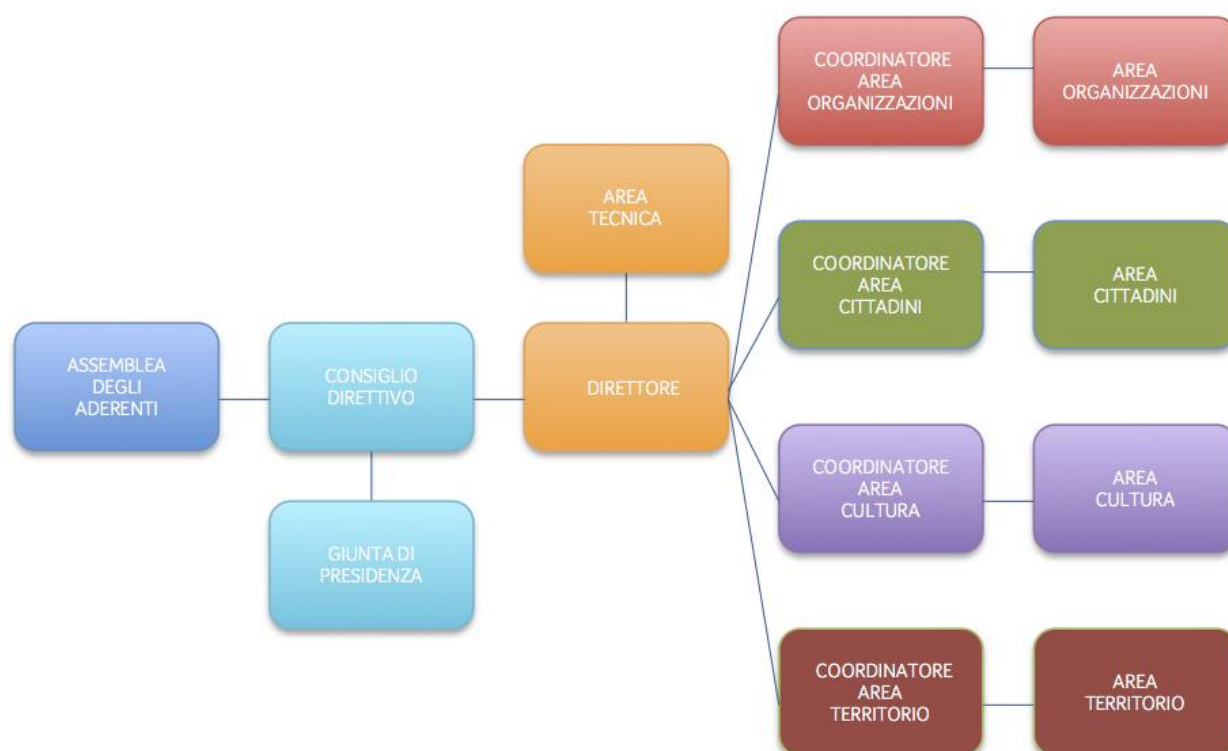 COORDINATORE
AREA
ORGANIZZAZIONI
AREA
ORGANIZZAZIONI
AREA
TECNICA
COORDINATORE
AREA
CITTADINI
AREA
CITTADINI
ASSEMBLEA
DEGLI
ADERENTI
CONSIGLIO
DIRETTIVO
DIRETTORE
COORDINATORE
AREA
CULTURA
AREA
CULTURA
GIUNTA DI
PRESIDENZA
COORDINATORE
AREA
TERRITORIO
AREA
TERRITORIO